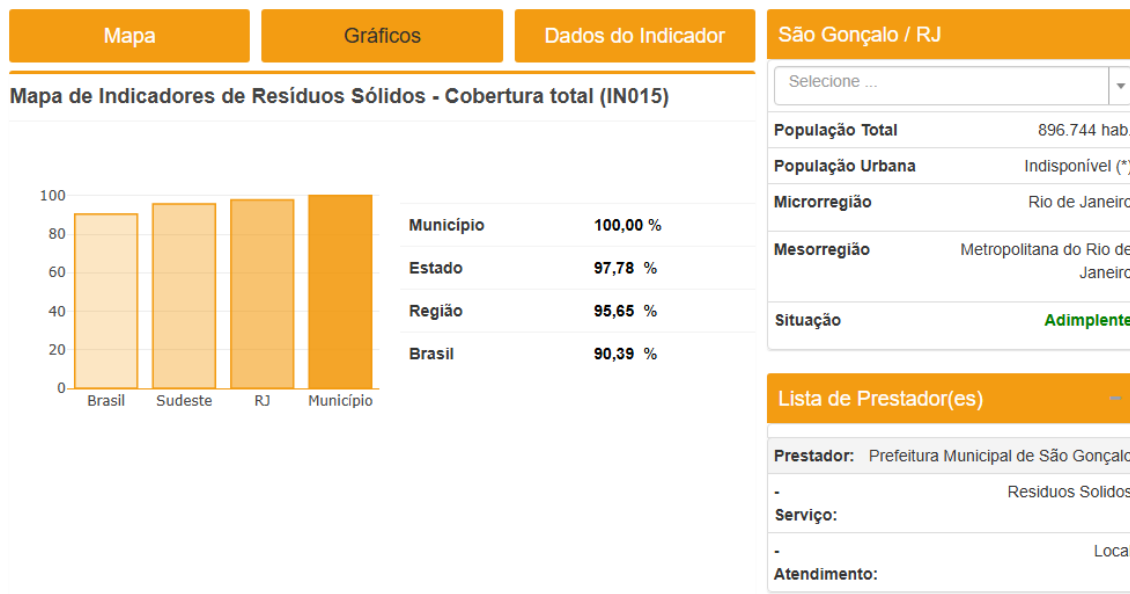 Mapa
Gráficos
Dados do Indicador
Mapa de Indicadores de Resíduos Sólidos - Cobertura total (IN015)
100
80
60
40
20
0
Brasil Sudeste RJ Município
Município 100,00 %
Estado 97,78 %
Região 95,65 %
Brasil 90,39 %
São Gonçalo / RJ
Selecione ...
População Total 896.744 hab.
População Urbana Indisponível (*)
Microrregião Rio de Janeiro
Mesorregião Metropolitana do Rio de
Janeiro
Situação Adimplente
Lista de Prestador(es)
Prestador: Prefeitura Municipal de São Gonçalo
- Residuos Solidos
Serviço:
- Local
Atendimento: